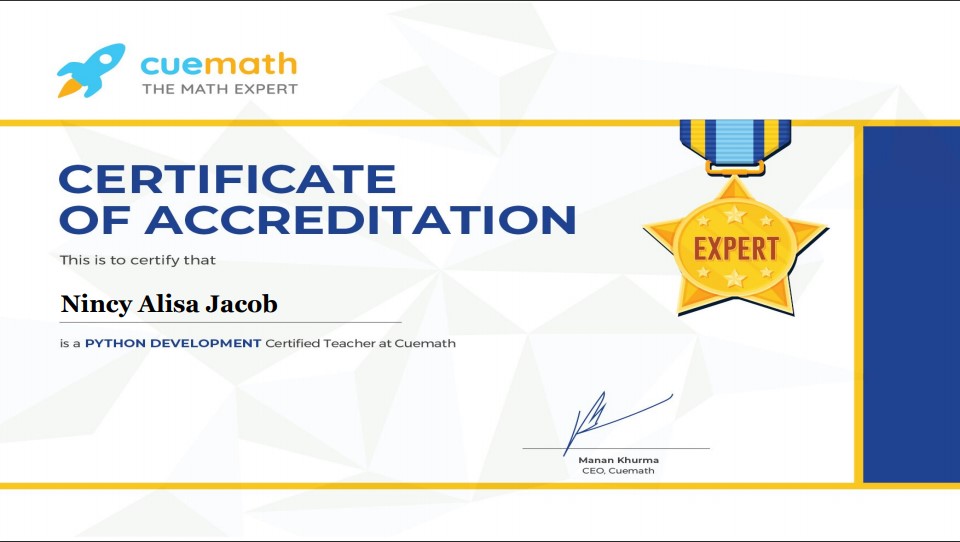 cuemath
THE MATH EXPERT
CERTIFICATE
OF ACCREDITATION
EXPERT
This is to certify that
Nincy Alisa Jacob
is a PYTHON DEVELOPMENT Certified Teacher at Cuemath
Manan Khurma
CEO, Cuemath